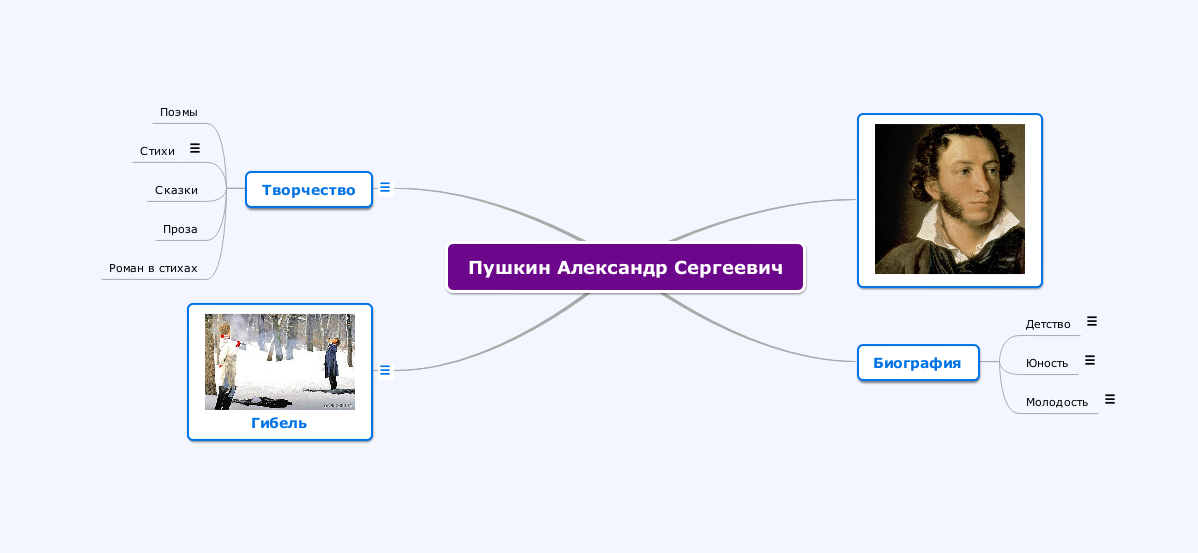 Поэмы
Стихи
Сказки
Проза
Роман в стихах
Творчество
Пушкин Александр Сергеевич
Гибель
Биография
Детство
Юность
Молодость